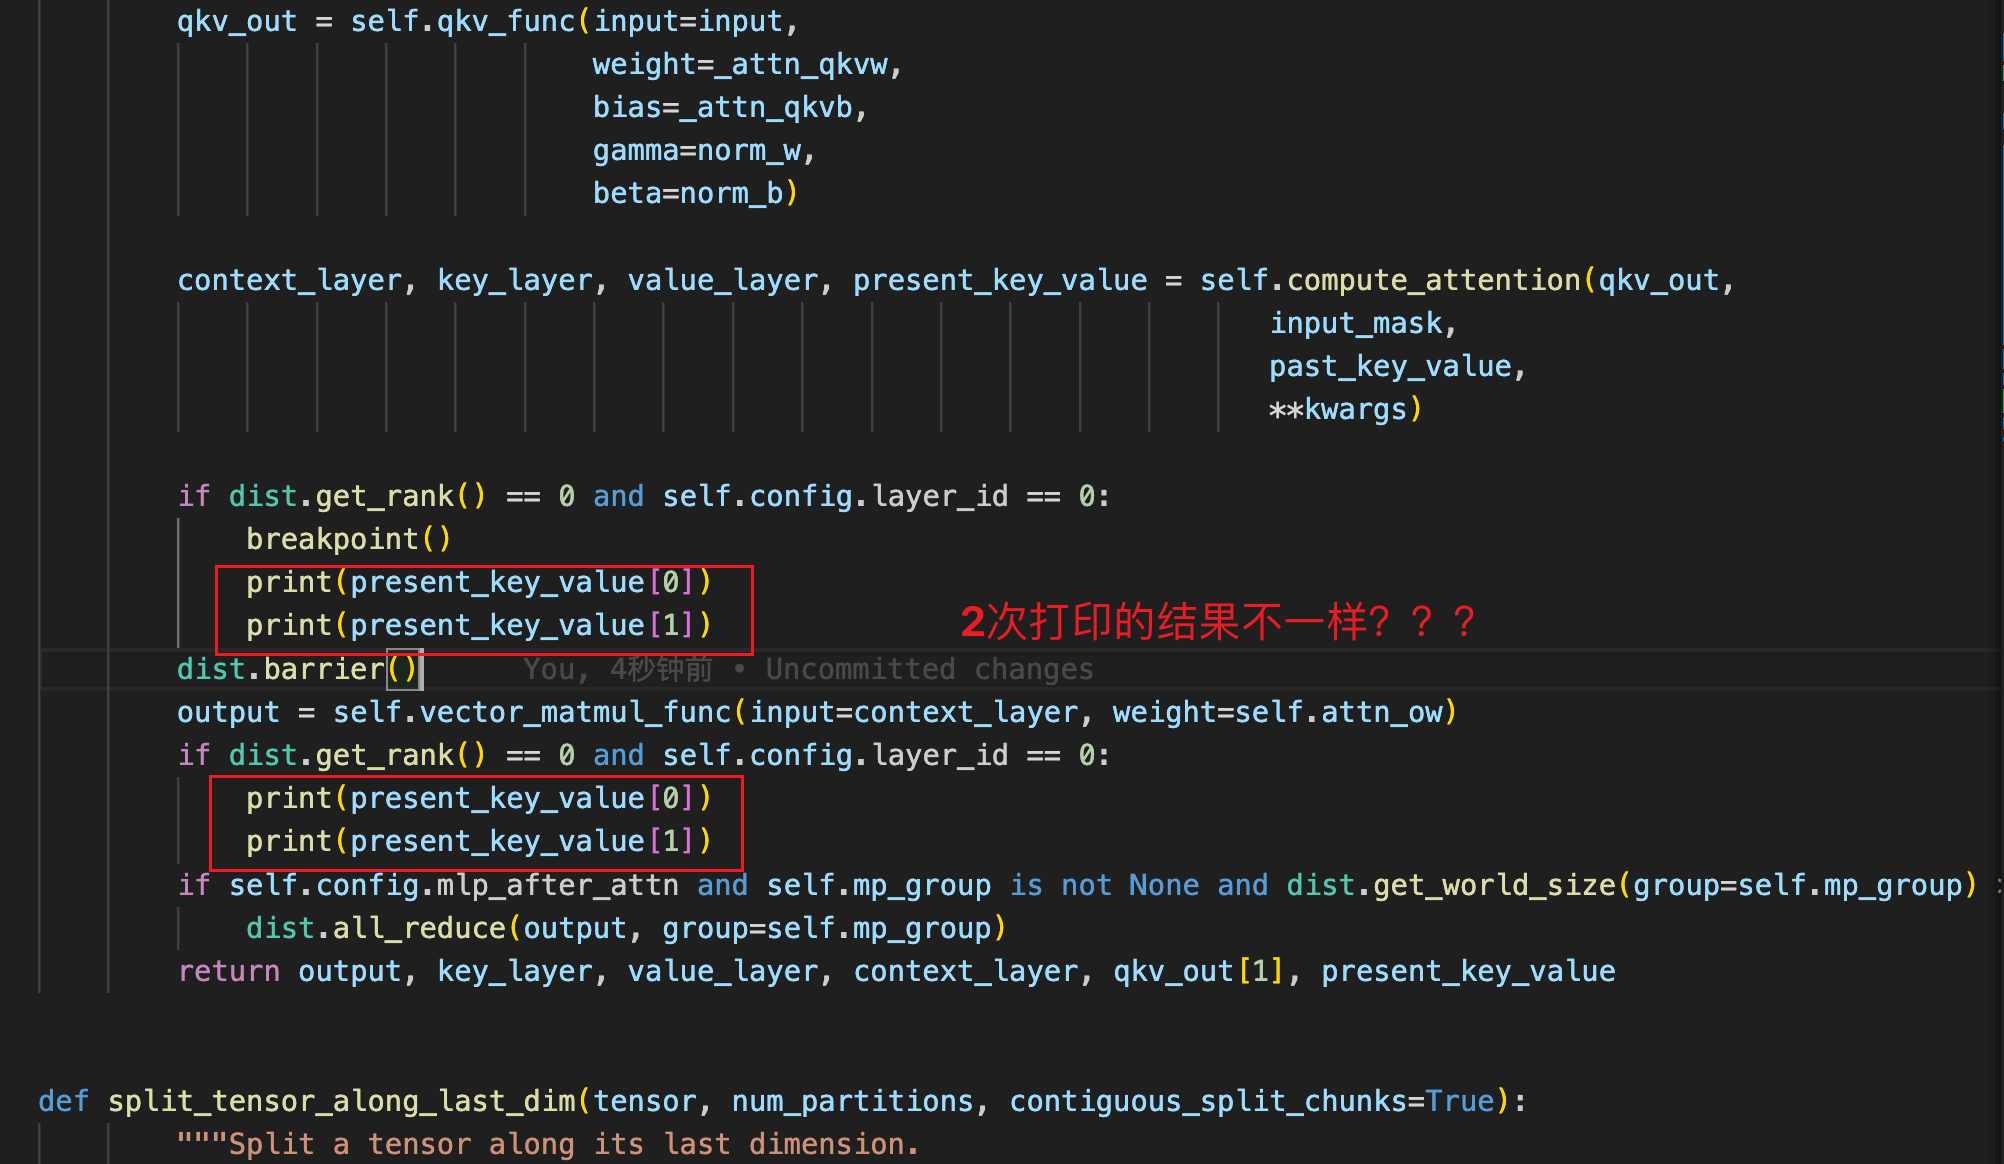 qkv_out = self.qkv_func(input=input,
weight=_attn_qkvw,
bias=_attn_qkvb,
gamma=norm_w,
beta=norm_b)
context_layer, key_layer, value_layer, present_key_value = self.compute_attention(qkv_out,
input_mask,
past_key_value,
**kwargs)
if dist.get_rank() == 0 and self.config.layer_id == 0:
breakpoint()
print(present_key_value[0])
print(present_key_value[1])
2次打印的结果不一样？？？
dist.barrier() You, 4秒钟前 • Uncommitted changes
output = self.vector_matmul_func(input=context_layer, weight=self.attn_ow)
if dist.get_rank() == 0 and self.config.layer_id == 0:
print(present_key_value[0])
print(present_key_value[1])
if self.config.mlp_after_attn and self.mp_group is not None and dist.get_world_size(group=self.mp_group)
dist.all_reduce(output, group=self.mp_group)
return output, key_layer, value_layer, context_layer, qkv_out[1], present_key_value
def split_tensor_along_last_dim(tensor, num_partitions, contiguous_split_chunks=True):
"""Split a tensor along its last dimension.